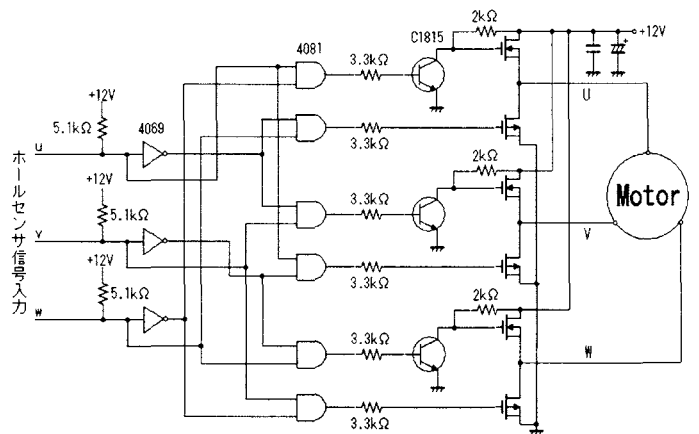 2kΩ
C1815
+12V
4081
3.3kΩ
U
+12V
5.1kΩ
4069
u
3.3kΩ
2kΩ
+12V
3.3kΩ
Motor
5.1kΩ
v
V
+12V
3.3kΩ
5.1kΩ
2kΩ
w
3.3kΩ
W
3.3kΩ
ホールセンサ信号入力